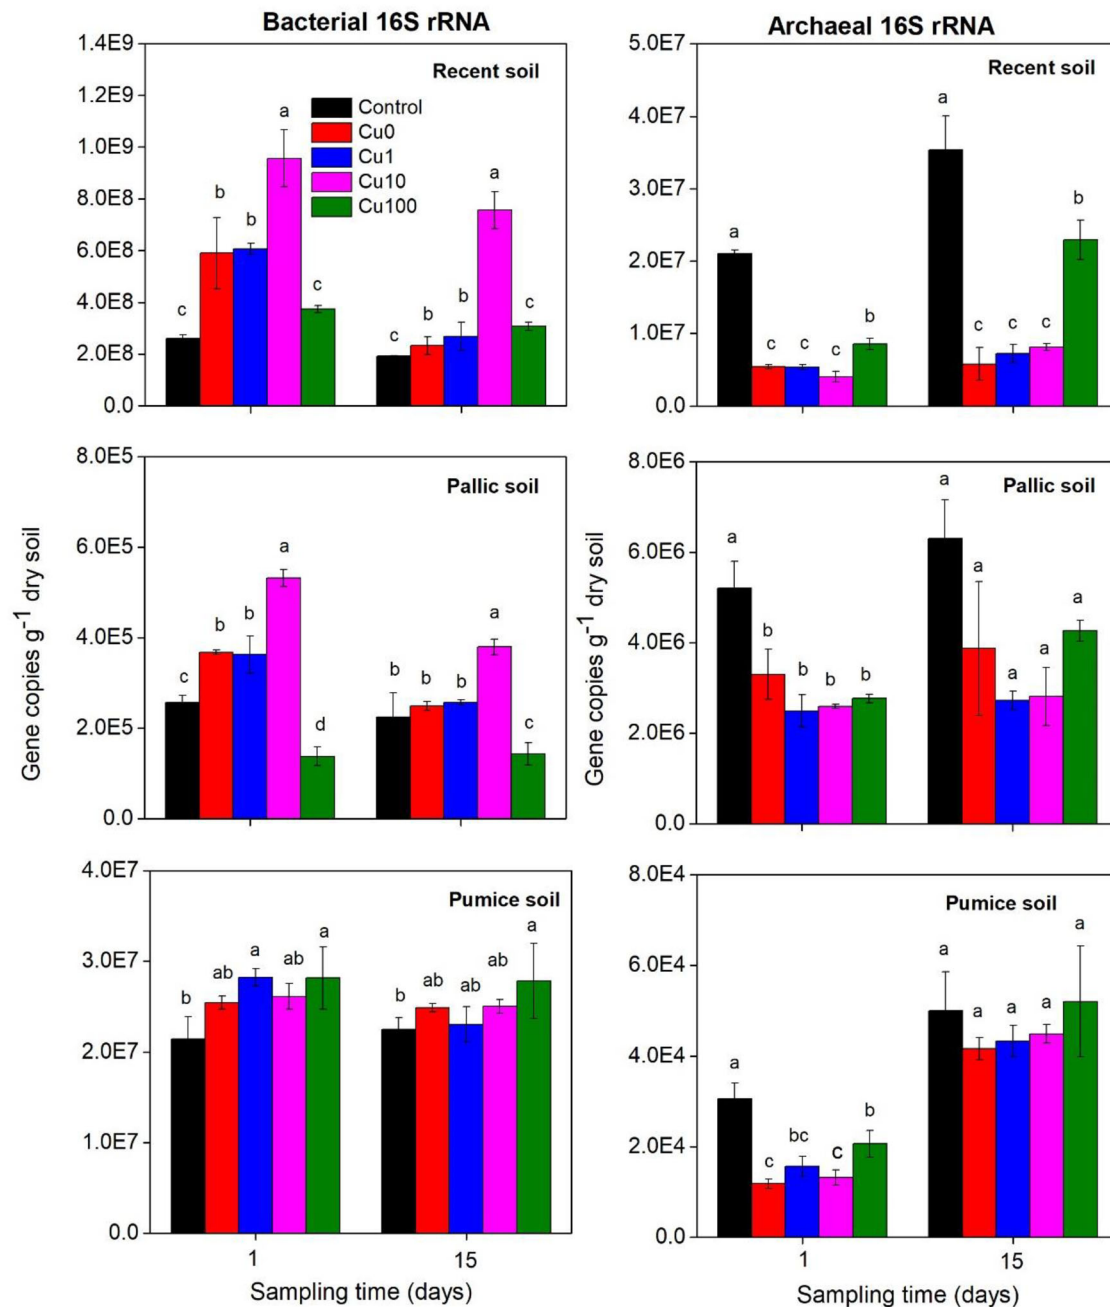 Bacterial 16S rRNA
Archaeal 16S rRNA
1.4E9
1.2E9
1.0E9
8.0E8
6.0E8
4.0E8
2.0E8
0.0
Recent soil
Control
Cu0
Cu1
Cu10
Cu100
c
b
b
a
c
c
b
b
a
c
5.0E7
4.0E7
3.0E7
2.0E7
1.0E7
0.0
Recent soil
a
c
c
c
b
a
c
c
c
b
Gene copies g-1 dry soil
8.0E5
6.0E5
4.0E5
2.0E5
0.0
Pallic soil
c
b
b
a
d
b
b
b
a
c
Gene copies g-1 dry soil
8.0E6
6.0E6
4.0E6
2.0E6
0.0
Pallic soil
a
b
b
b
b
a
a
a
a
a
4.0E7
3.0E7
2.0E7
1.0E7
0.0
Pumice soil
b
ab
a
ab
a
b
ab
ab
ab
a
1
15
Sampling time (days)
8.0E4
6.0E4
4.0E4
2.0E4
0.0
Pumice soil
a
c
bc
c
b
a
a
a
a
a
1
15
Sampling time (days)